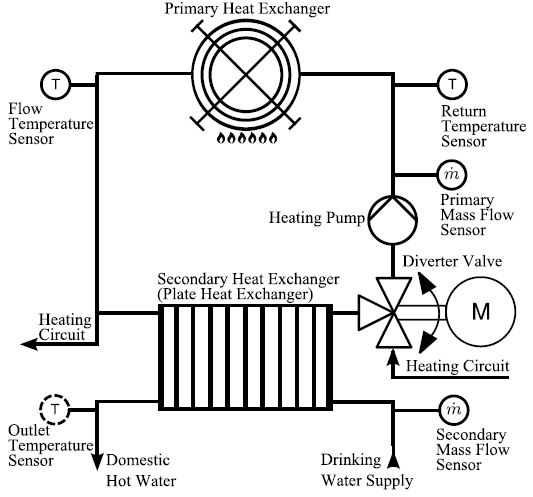 Primary Heat Exchanger
T
Flow
Temperature
Sensor
T
Return
Temperature
Sensor
ṁ
Primary
Mass Flow
Sensor
Heating Pump
Diverter Valve
Secondary Heat Exchanger
(Plate Heat Exchanger)
M
Heating
Circuit
Heating Circuit
T
Outlet
Temperature
Sensor
Domestic
Hot Water
Drinking
Water Supply
ṁ
Secondary
Mass Flow
Sensor